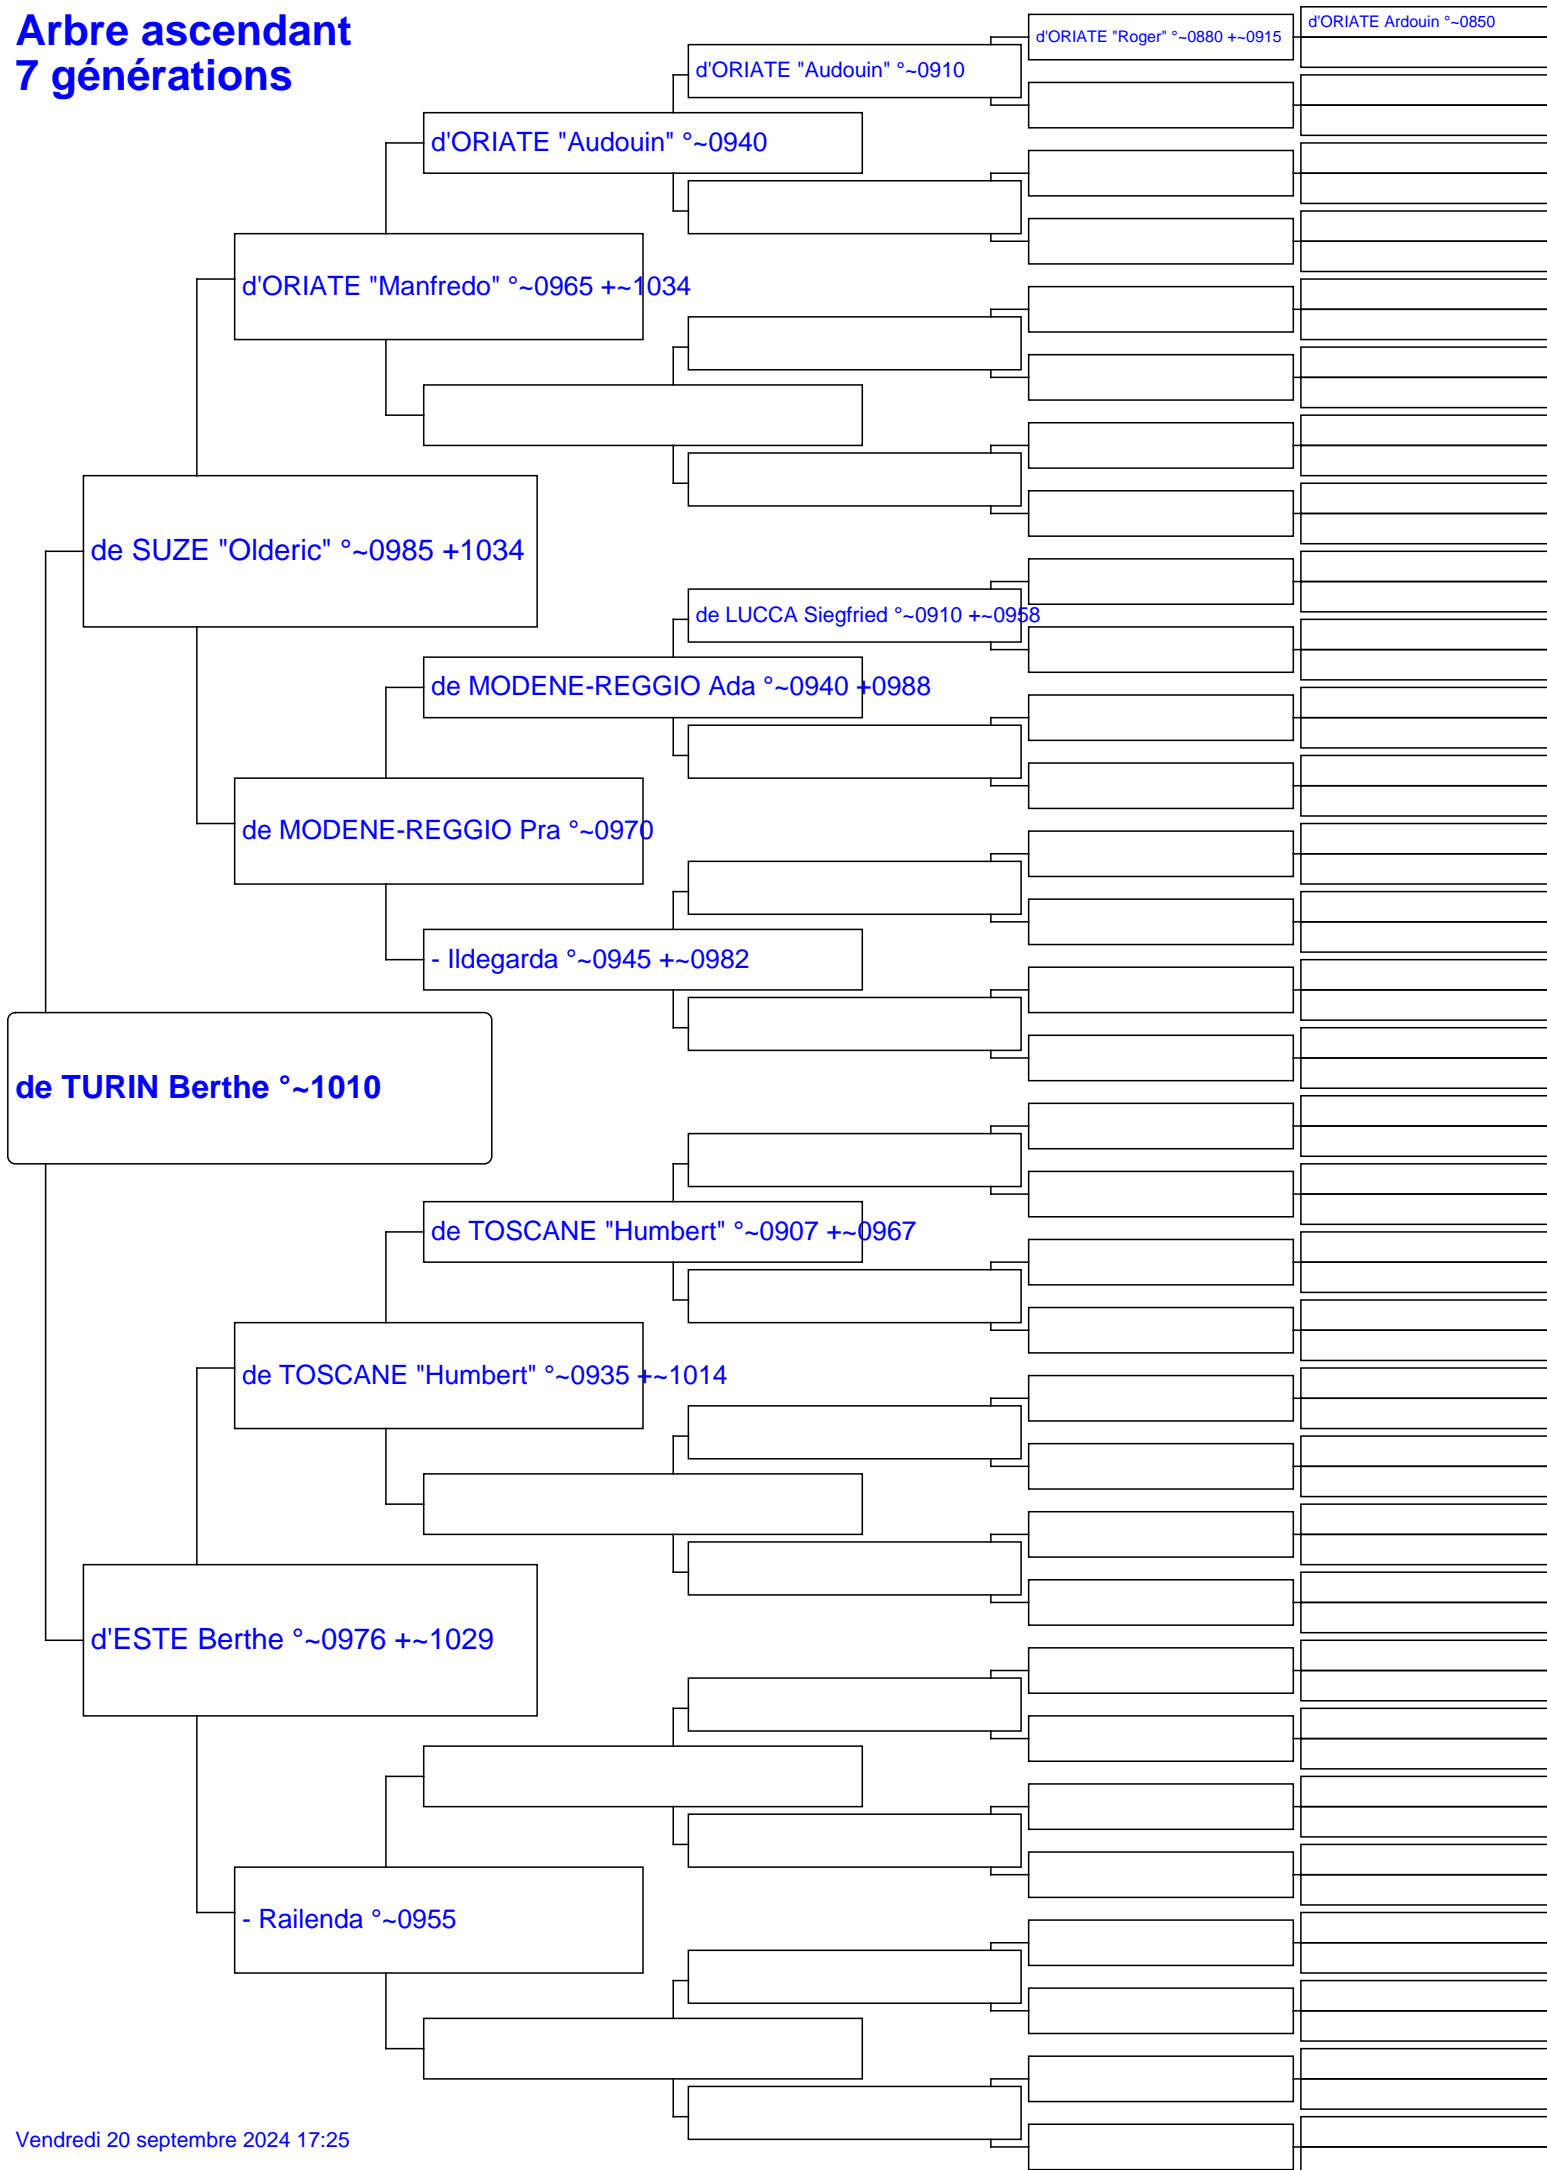 Arbre ascendant
7 générations
d'ORIATE Ardouin °~0850
d'ORIATE "Roger" °~0880 +~0915
d'ORIATE "Audouin" °~0910
d'ORIATE "Audouin" °~0940
d'ORIATE "Manfredo" °~0965 +~1034
de SUZE "Olderic" °~0985 +1034
de LUCCA Siegfried °~0910 +~0958
de MODENE-REGGIO Ada °~0940 +0988
de MODENE-REGGIO Pra °~0970
- Ildegarda °~0945 +~0982
de TURIN Berthe °~1010
de TOSCANE "Humbert" °~0907 +~0967
de TOSCANE "Humbert" °~0935 +~1014
d'ESTE Berthe °~0976 +~1029
- Railenda °~0955
Vendredi 20 septembre 2024 17:25